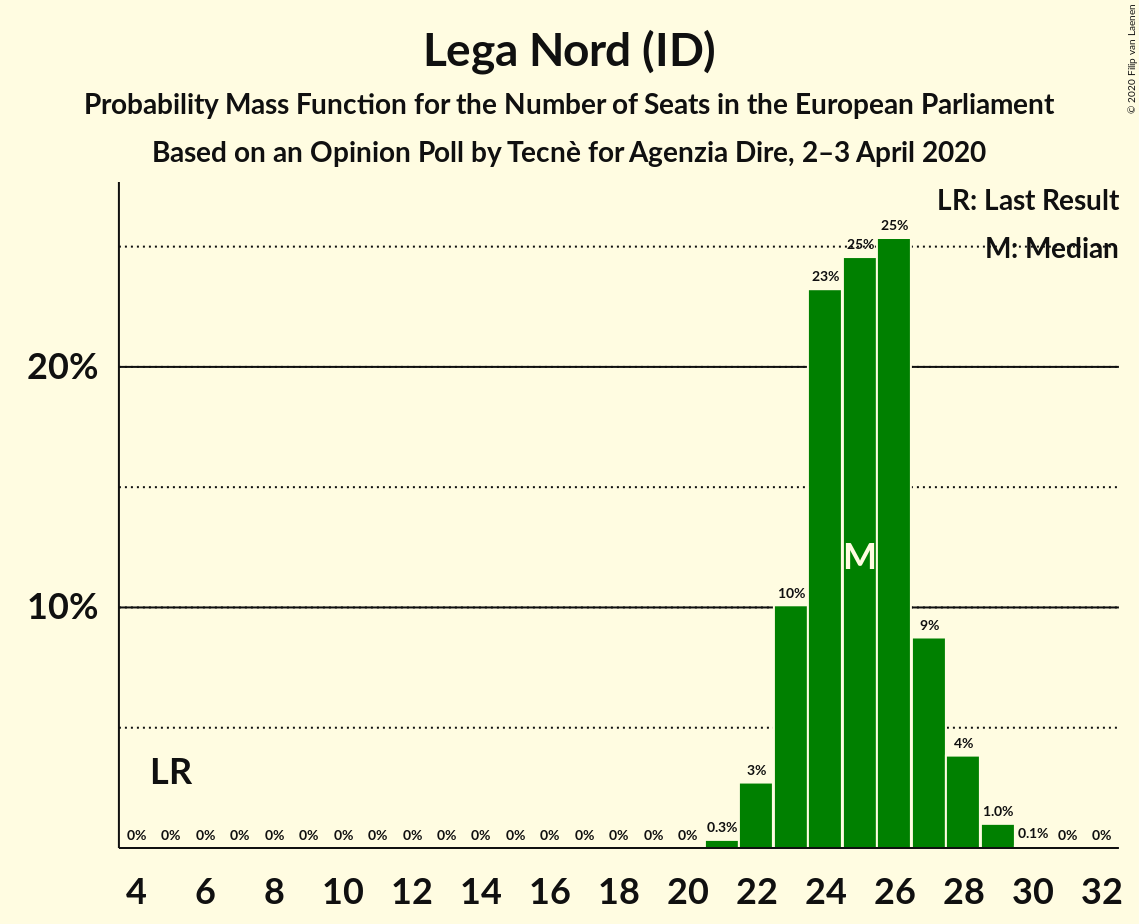 Lega Nord (ID)
Probability Mass Function for the Number of Seats in the European Parliament
Based on an Opinion Poll by Tecnè for Agenzia Dire, 2–3 April 2020
© 2020 Filip van Laenen
LR: Last Result
M: Median
20%
10%
LR
M
0% 0% 0% 0% 0% 0% 0% 0% 0% 0% 0% 0% 0% 0% 0% 0% 0% 0.3% 3% 10% 23% 25% 25% 9% 4% 1.0% 0.1% 0% 0%
4 6 8 10 12 14 16 18 20 22 24 26 28 30 32